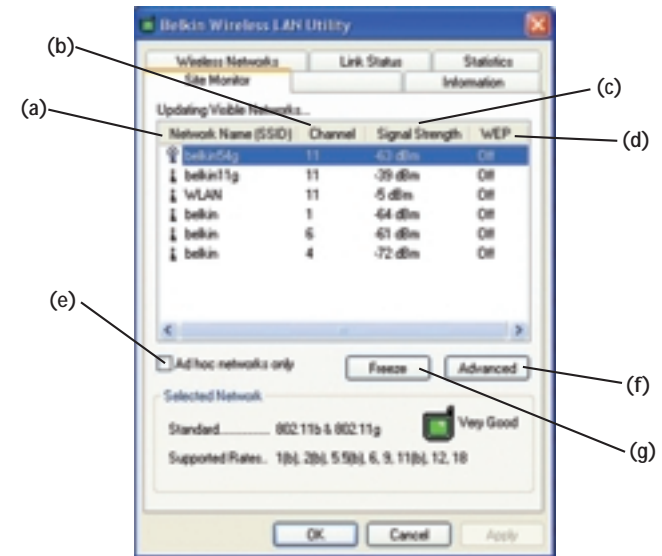 Belkin Wireless LAN Utility
(b)
Wireless Networks Link Status Statistics
Site Monitor Information
(c)
(a)
Updating Visible Networks...
Network Name (SSID) Channel Signal Strength WEP
(d)
belkin54g 11 -63 dBm Off
belkin11g 11 -39 dBm Off
WLAN 11 -5 dBm Off
belkin 1 -64 dBm Off
belkin 6 -61 dBm Off
belkin 4 -72 dBm Off
(e)
Ad hoc networks only Freeze Advanced
(f)
Selected Network
Standard.......... 802.11b & 802.11g Very Good
(g)
Supported Rates.. 1(b), 2(b), 5.5(b), 6, 9, 11(b), 12, 18
OK Cancel Apply